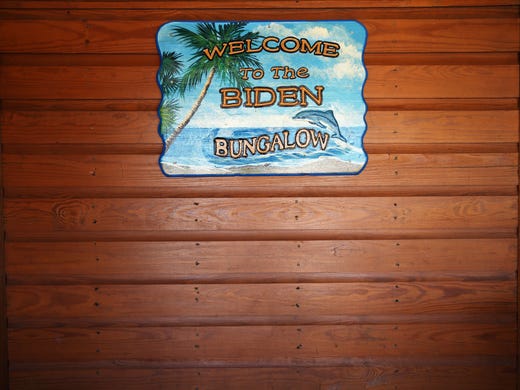 WELCOME
To The
BIDEN
BUNGALOW